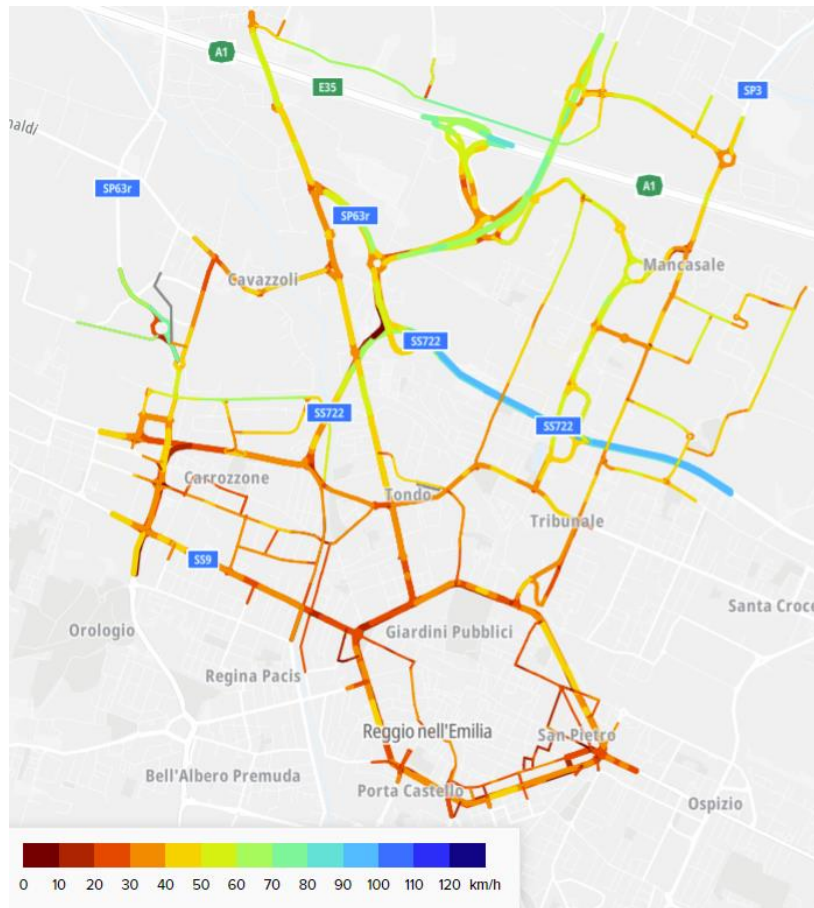 A1
E35
SP3
naldi
A1
SP63r
SP63r
Cavazzoli
Mancasale
SS722
SS722
SS722
Carrozzone
Tondo
Tribunale
SS9
Santa Croce
Orologio
Giardini Pubblici
Regina Pacis
Reggio nell'Emilia
San Pietro
Bell'Albero Premuda
Porta Castello
Ospizio
0 10 20 30 40 50 60 70 80 90 100 110 120 km/h